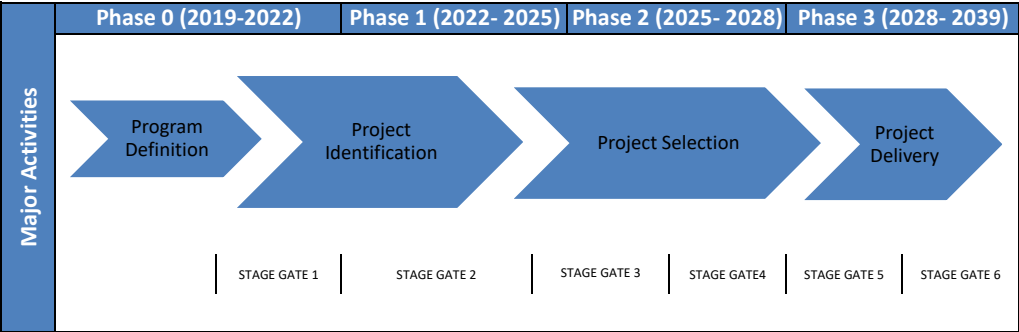 Phase 0 (2019-2022)
Phase 1 (2022- 2025)
Phase 2 (2025- 2028)
Phase 3 (2028- 2039)
Major Activities
Program
Definition
Project
Identification
Project Selection
Project
Delivery
STAGE GATE 1
STAGE GATE 2
STAGE GATE 3
STAGE GATE4
STAGE GATE 5
STAGE GATE 6